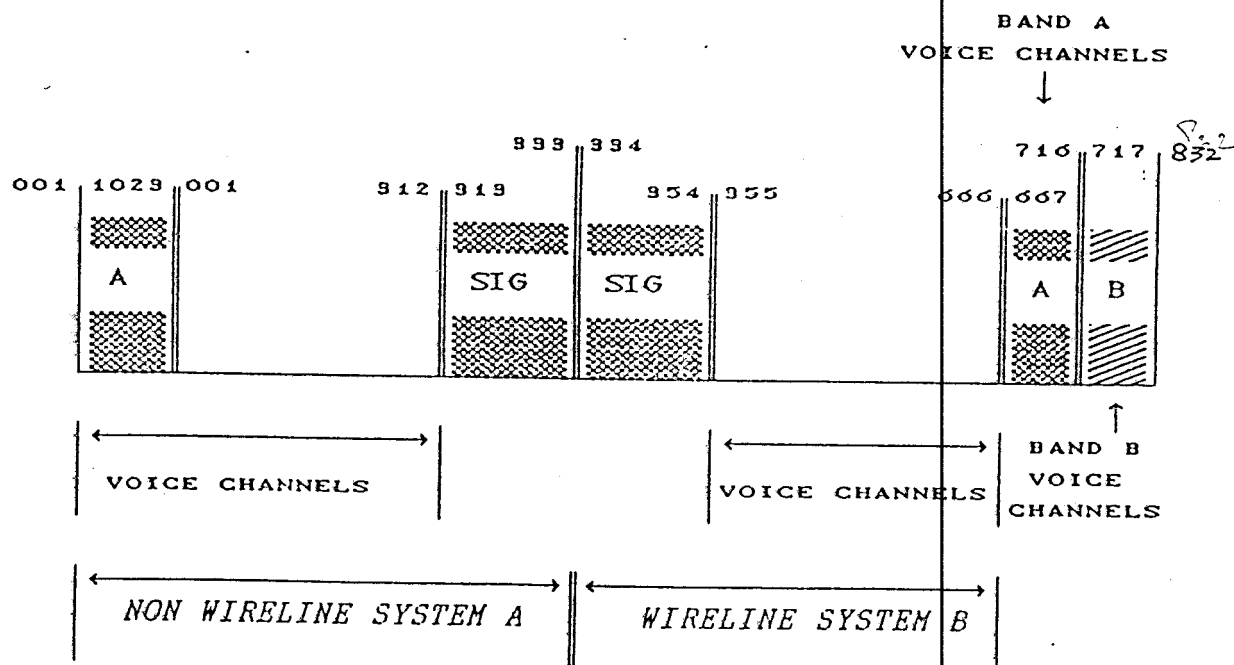 BAND A
VOICE CHANNELS
333 334
716 717 832
001 1023 001
312 313
354 355
666 667
A SIG SIG A B
BAND B
VOICE
CHANNELS
VOICE CHANNELS
VOICE CHANNELS
NON WIRELINE SYSTEM A
WIRELINE SYSTEM B